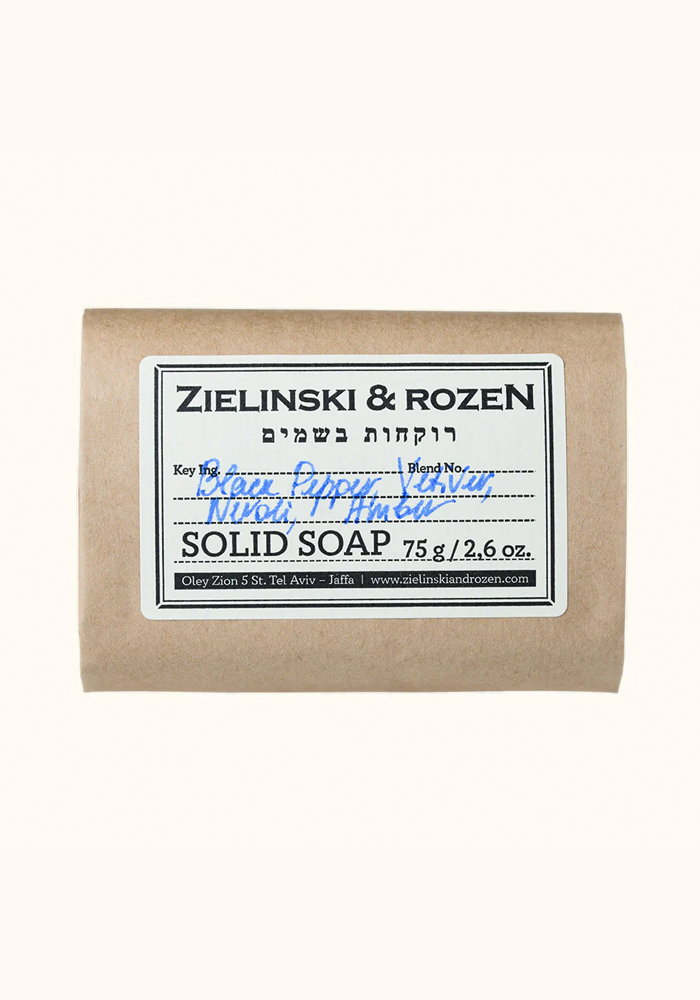 ZIELINSKI & ROZEN
רוקחות בשמים
Key Ing. Black Pepper, Vetiver, Blend No.
Neroli, Amber
SOLID SOAP 75 g / 2,6 oz.
Oley Zion 5 St. Tel Aviv – Jaffa | www.zielinskiandrozen.com